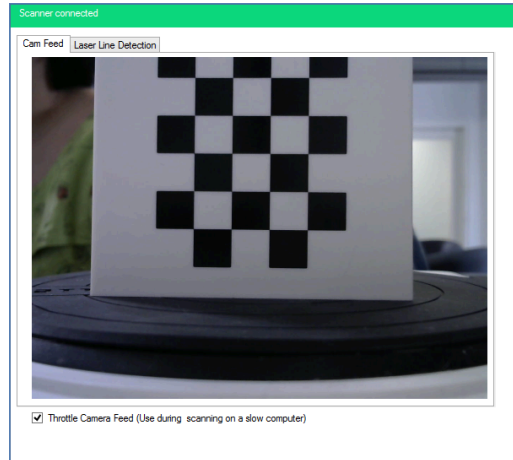 Scanner connected
Cam Feed
Laser Line Detection
Throttle Camera Feed (Use during scanning on a slow computer)